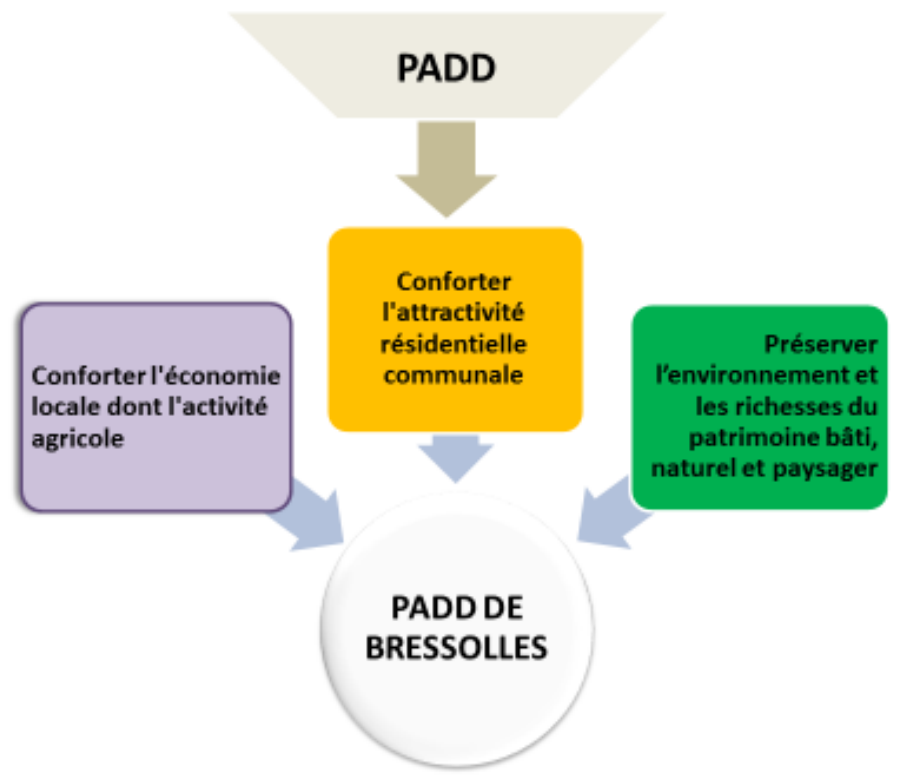 PADD
Conforter
l'attractivité
résidentielle
communale
Conforter l'économie
locale dont l'activité
agricole
Préserver
l’environnement et
les richesses du
patrimoine bâti,
naturel et paysager
PADD DE
BRESSOLLES